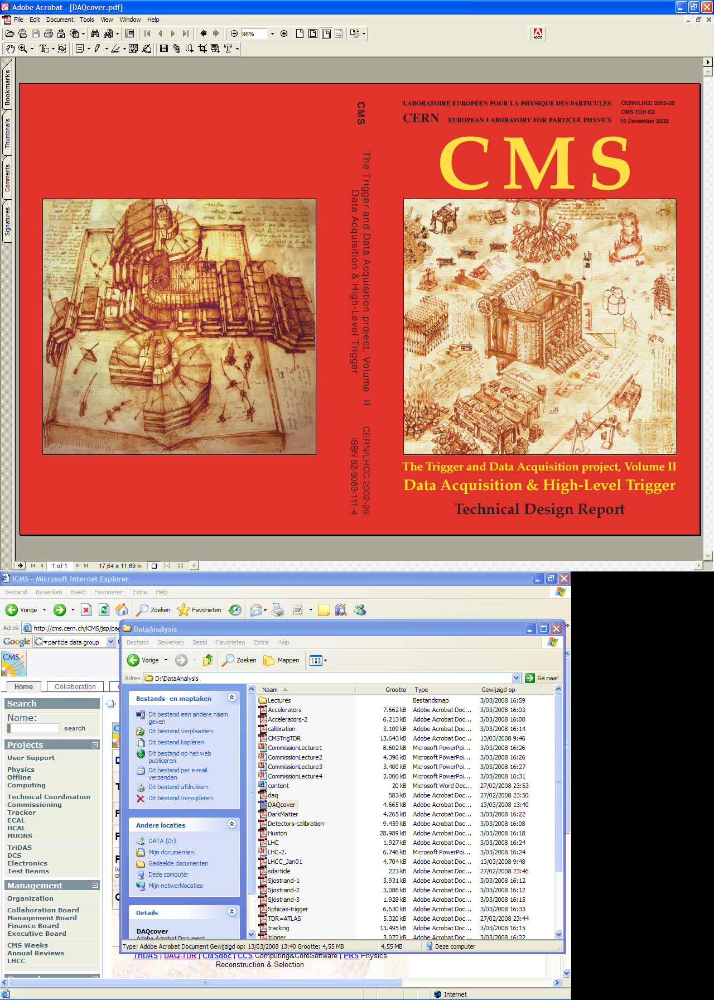 Adobe Acrobat - [DAQcover.pdf]
File Edit Document Tools View Window Help
96%
Adobe
Bookmarks
Thumbnails
Comments
Signatures
CMS
The Trigger and Data Acquisition project, Volume II
Data Acquisition & High-Level Trigger
CERN/LHCC 2002-26
ISBN 92-9083-111-4
LABORATOIRE EUROPÉEN POUR LA PHYSIQUE DES PARTICULES
CERN EUROPEAN LABORATORY FOR PARTICLE PHYSICS
CERN/LHCC 2002-26
CMS TDR 6.2
15 December 2002
CMS
The Trigger and Data Acquisition project, Volume II
Data Acquisition & High-Level Trigger
Technical Design Report
1 of 1 17,64 x 11,69 in
iCMS - Microsoft Internet Explorer
Bestand Bewerken Beeld Favorieten Extra Help
Vorige Zoeken Favorieten
Adres http://cms.cern.ch/iCMS/jsp/pag
Google particle data group
CMS
Home Collaboration
Search
Name:
search
Projects
User Support
Physics
Offline
Computing
Technical Coordination
Commissioning
Tracker
ECAL
HCAL
MUONS
TriDAS
DCS
Electronics
Test Beams
Management
Organization
Collaboration Board
Management Board
Finance Board
Executive Board
CMS Weeks
Annual Reviews
LHCC
DataAnalysis
Bestand Bewerken Beeld Favorieten Extra Help
Vorige Zoeken Mappen
Adres D:\DataAnalysis Ga naar
Bestands- en maptaken
Dit bestand een andere naam
geven
Dit bestand verplaatsen
Dit bestand kopiëren
Dit bestand op het web
publiceren
Dit bestand per e-mail
verzenden
Dit bestand afdrukken
Dit bestand verwijderen
Andere locaties
DATA (D:)
Mijn documenten
Gedeelde documenten
Deze computer
Mijn netwerklocaties
Details
DAQcover
Adobe Acrobat Document
Naam Grootte Type Gewijzigd op
Lectures Bestandsmap 3/03/2008 16:59
Accelerators 7.662 kB Adobe Acrobat Doc... 3/03/2008 16:03
Accelerators-2 6.213 kB Adobe Acrobat Doc... 3/03/2008 16:08
calibration 3.109 kB Adobe Acrobat Doc... 3/03/2008 16:14
CMSTrigTDR 13.643 kB Adobe Acrobat Doc... 13/03/2008 9:46
CommissionLecture1 8.602 kB Microsoft PowerPoi... 3/03/2008 16:26
CommissionLecture2 4.396 kB Microsoft PowerPoi... 3/03/2008 16:26
CommissionLecture3 3.400 kB Microsoft PowerPoi... 3/03/2008 16:27
CommissionLecture4 2.006 kB Microsoft PowerPoi... 3/03/2008 16:31
content 20 kB Microsoft Word Doc... 27/02/2008 23:53
daq 583 kB Adobe Acrobat Doc... 27/02/2008 23:50
DAQcover 4.665 kB Adobe Acrobat Doc... 13/03/2008 13:40
DarkMatter 4.265 kB Adobe Acrobat Doc... 3/03/2008 16:22
Detectors-calibration 9.459 kB Adobe Acrobat Doc... 3/03/2008 16:08
Huston 28.989 kB Adobe Acrobat Doc... 3/03/2008 16:18
LHC 1.927 kB Adobe Acrobat Doc... 3/03/2008 16:24
LHC-2. 6.746 kB Microsoft PowerPoi... 3/03/2008 16:24
LHCC_Jan01 4.704 kB Adobe Acrobat Doc... 13/03/2008 9:48
sdarticle 223 kB Adobe Acrobat Doc... 27/02/2008 23:46
Sjostrand-1 3.931 kB Adobe Acrobat Doc... 3/03/2008 16:12
Sjostrand-2 3.086 kB Adobe Acrobat Doc... 3/03/2008 16:12
Sjostrand-3 1.928 kB Adobe Acrobat Doc... 3/03/2008 16:15
Sphicas-trigger 6.630 kB Adobe Acrobat Doc... 3/03/2008 16:33
TDR=ATLAS 5.320 kB Adobe Acrobat Doc... 27/02/2008 23:44
tracking 13.495 kB Adobe Acrobat Doc... 3/03/2008 16:15
trigger 3.072 kB Adobe Acrobat Doc... 3/03/2008 16:22
Type: Adobe Acrobat Document Gewijzigd op: 13/03/2008 13:40 Grootte: 4,55 MB 4,55 MB Deze computer
TriDAS | DAQ-TDR | CMSdoc | CCS Computing&CoreSoftware | PRS Physics
Reconstruction & Selection
Internet